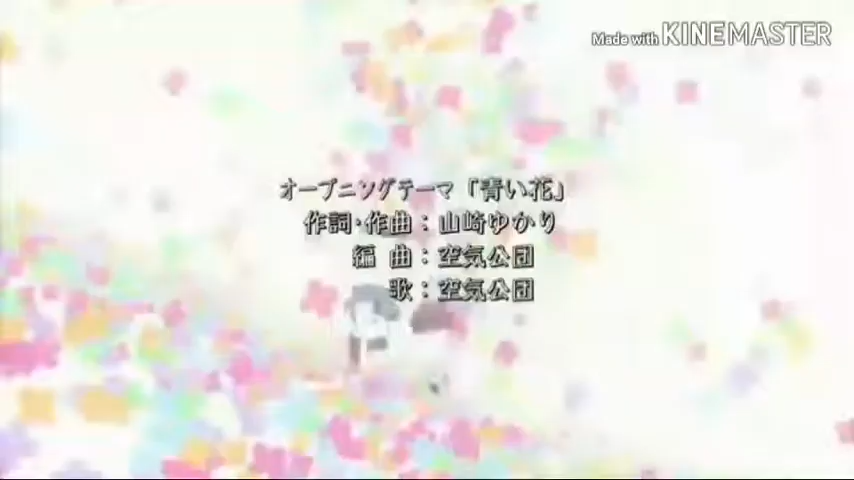 Made with KINEMASTER
オープニングテーマ「青い花」
作詞・作曲：山崎ゆかり
編 曲：空気公団
歌：空気公団